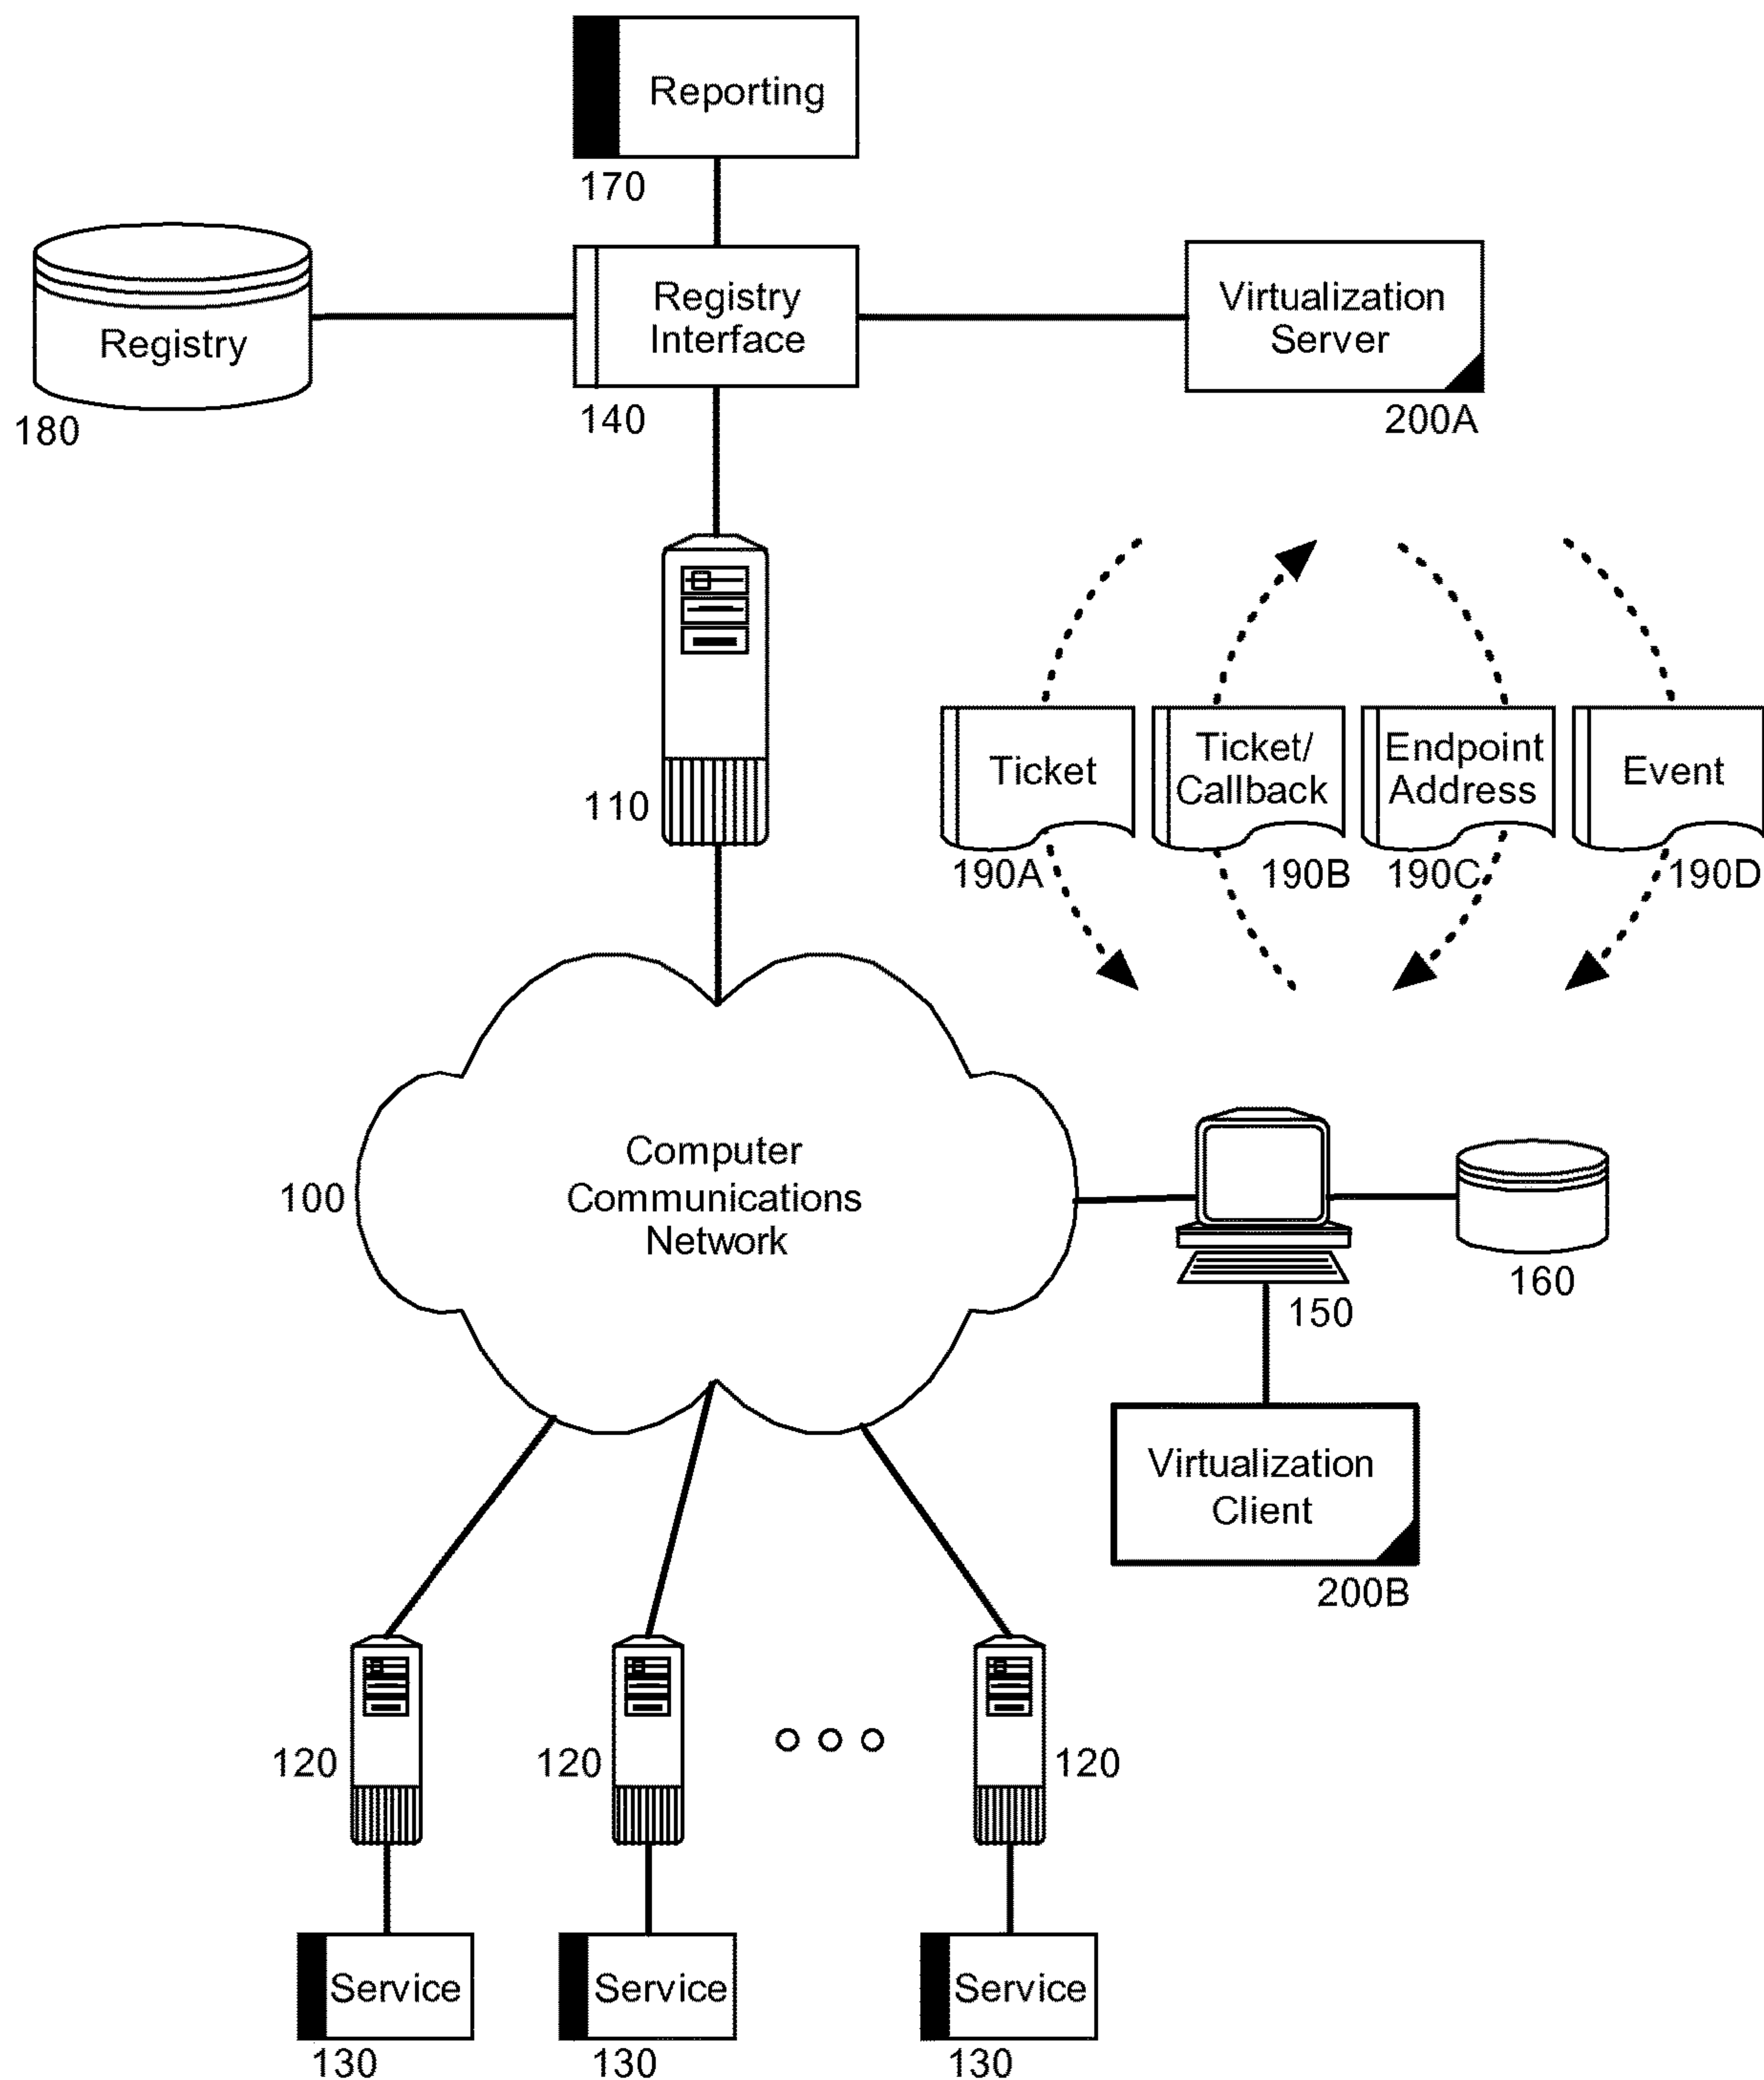 Reporting
170
Registry
180
Registry
Interface
140
Virtualization
Server
200A
110
Ticket
190A
Ticket/
Callback
190B
Endpoint
Address
190C
Event
190D
100
Computer
Communications
Network
150
160
Virtualization
Client
200B
120
120
120
Service
130
Service
130
Service
130